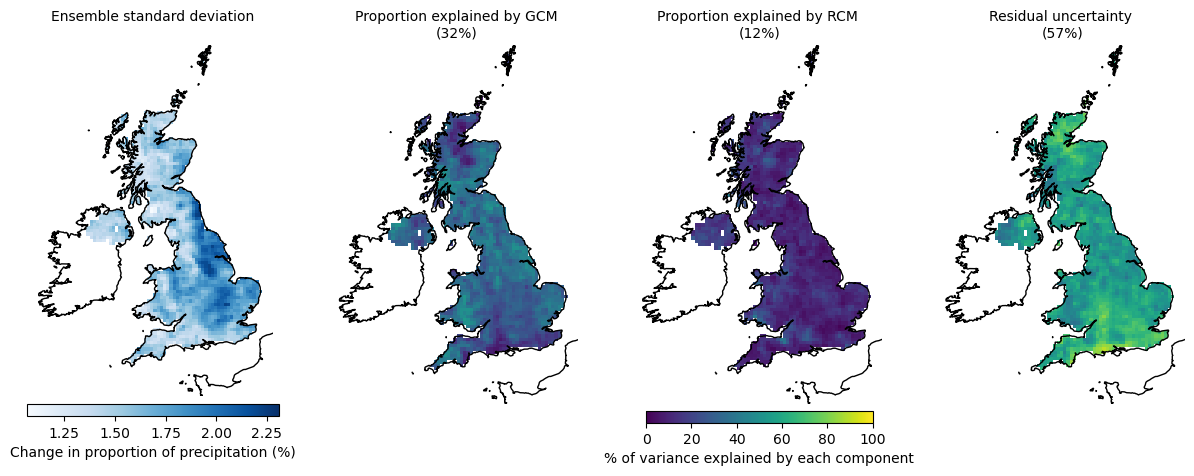 Ensemble standard deviation
Proportion explained by GCM
(32%)
Proportion explained by RCM
(12%)
Residual uncertainty
(57%)
1.25 1.50 1.75 2.00 2.25
Change in proportion of precipitation (%)
0 20 40 60 80 100
% of variance explained by each component